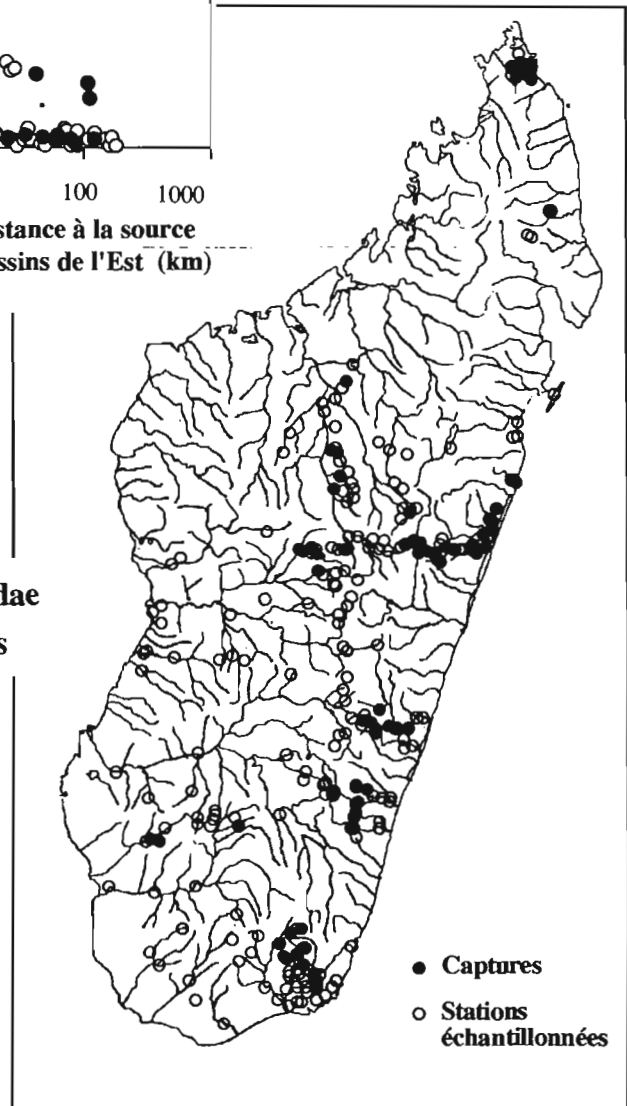 100 1000
stance à la source
ssins de l'Est (km)
dae
s
Captures
Stations
échantillonnées